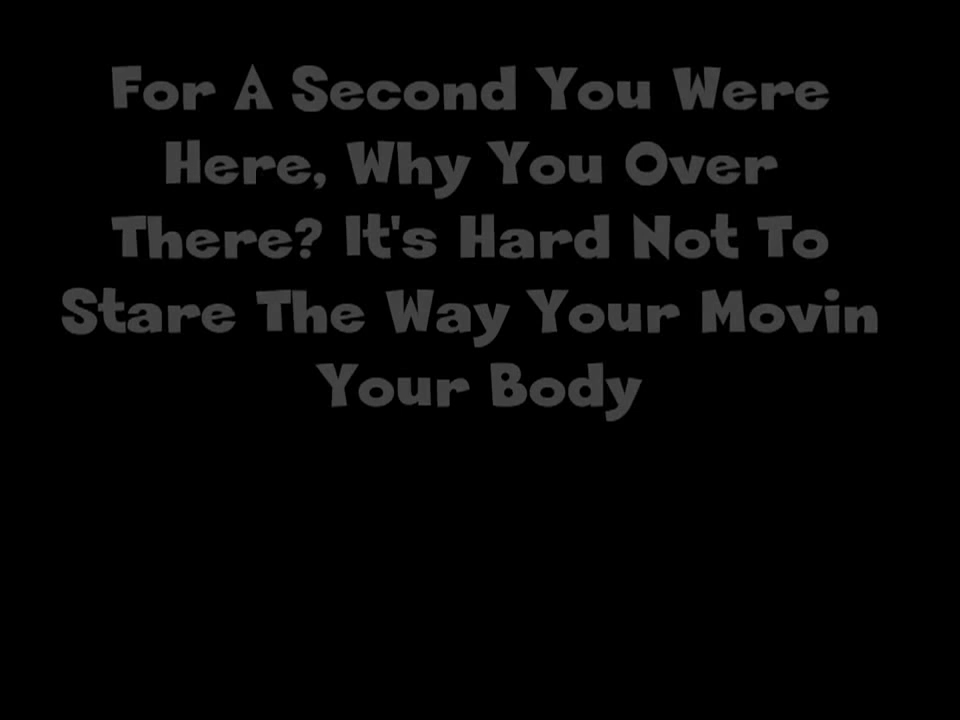 For A Second You Were
Here, Why You Over
There? It's Hard Not To
Stare The Way Your Movin
Your Body